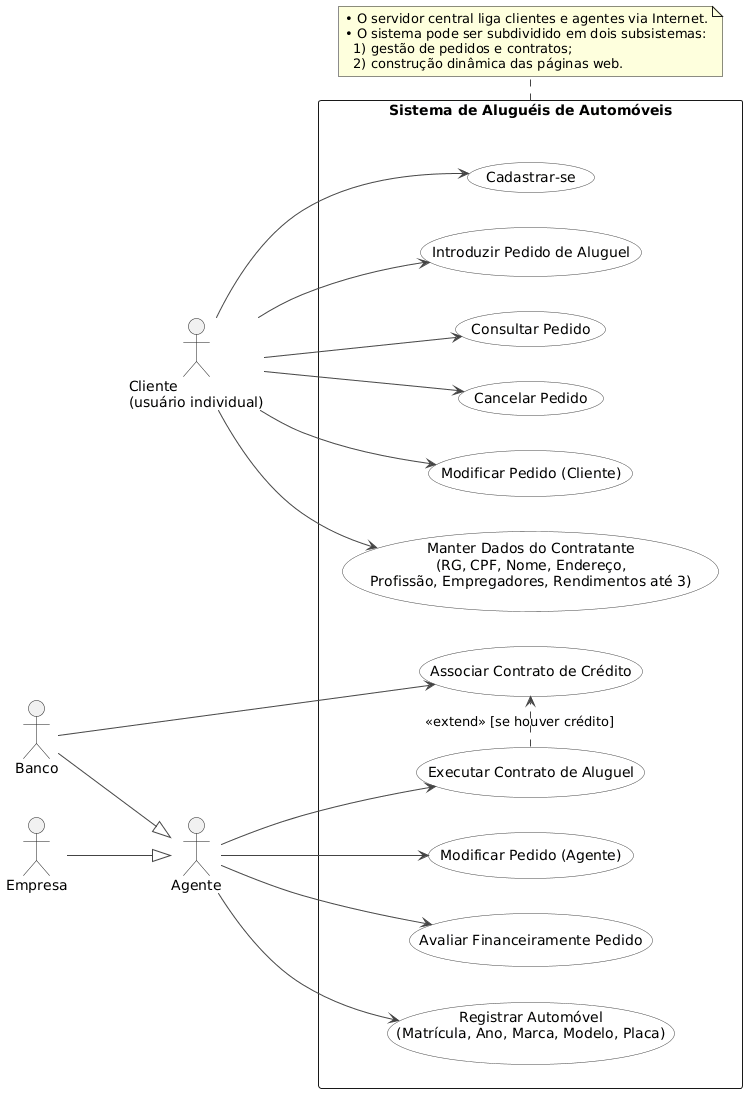 • O servidor central liga clientes e agentes via Internet.
• O sistema pode ser subdividido em dois subsistemas:
1) gestão de pedidos e contratos;
2) construção dinâmica das páginas web.
Sistema de Aluguéis de Automóveis
Cadastrar-se
Introduzir Pedido de Aluguel
Consultar Pedido
Cliente
(usuário individual)
Cancelar Pedido
Modificar Pedido (Cliente)
Manter Dados do Contratante
(RG, CPF, Nome, Endereço,
Profissão, Empregadores, Rendimentos até 3)
Associar Contrato de Crédito
«extend» [se houver crédito]
Banco
Executar Contrato de Aluguel
Modificar Pedido (Agente)
Empresa
Agente
Avaliar Financeiramente Pedido
Registrar Automóvel
(Matrícula, Ano, Marca, Modelo, Placa)